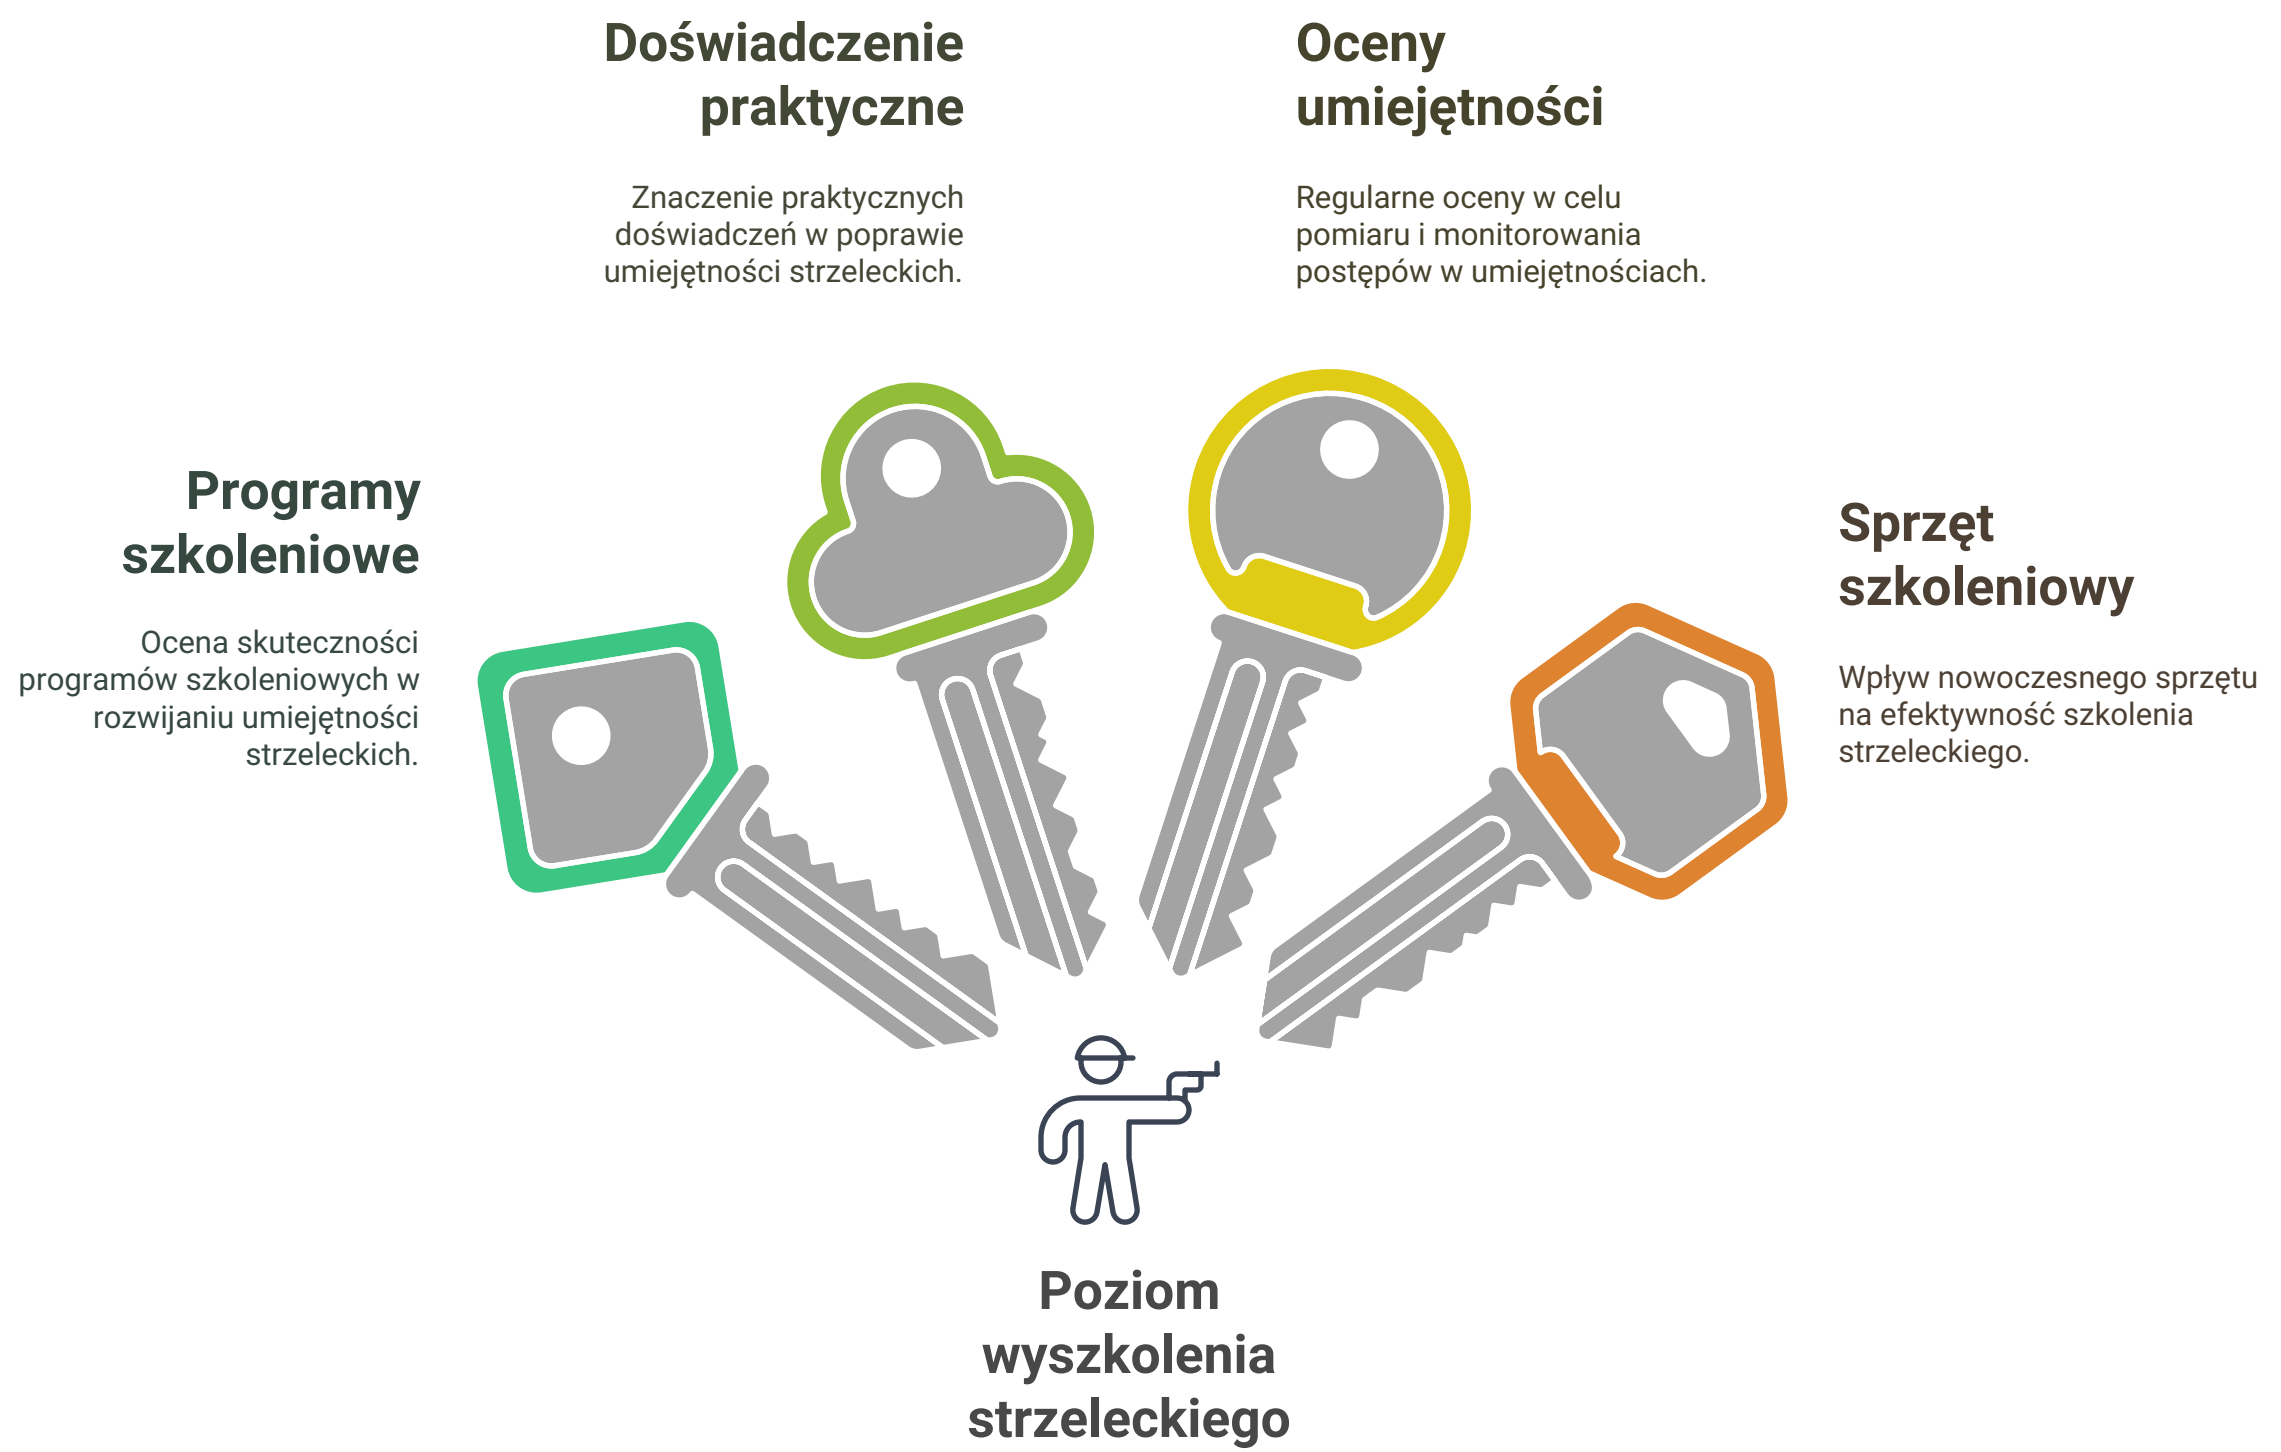 Doświadczenie
praktyczne
Znaczenie praktycznych
doświadczeń w poprawie
umiejętności strzeleckich.
Oceny
umiejętności
Regularne oceny w celu
pomiaru i monitorowania
postępów w umiejętnościach.
Programy
szkoleniowe
Ocena skuteczności
programów szkoleniowych w
rozwijaniu umiejętności
strzeleckich.
Sprzęt
szkoleniowy
Wpływ nowoczesnego sprzętu
na efektywność szkolenia
strzeleckiego.
Poziom
wyszkolenia
strzeleckiego